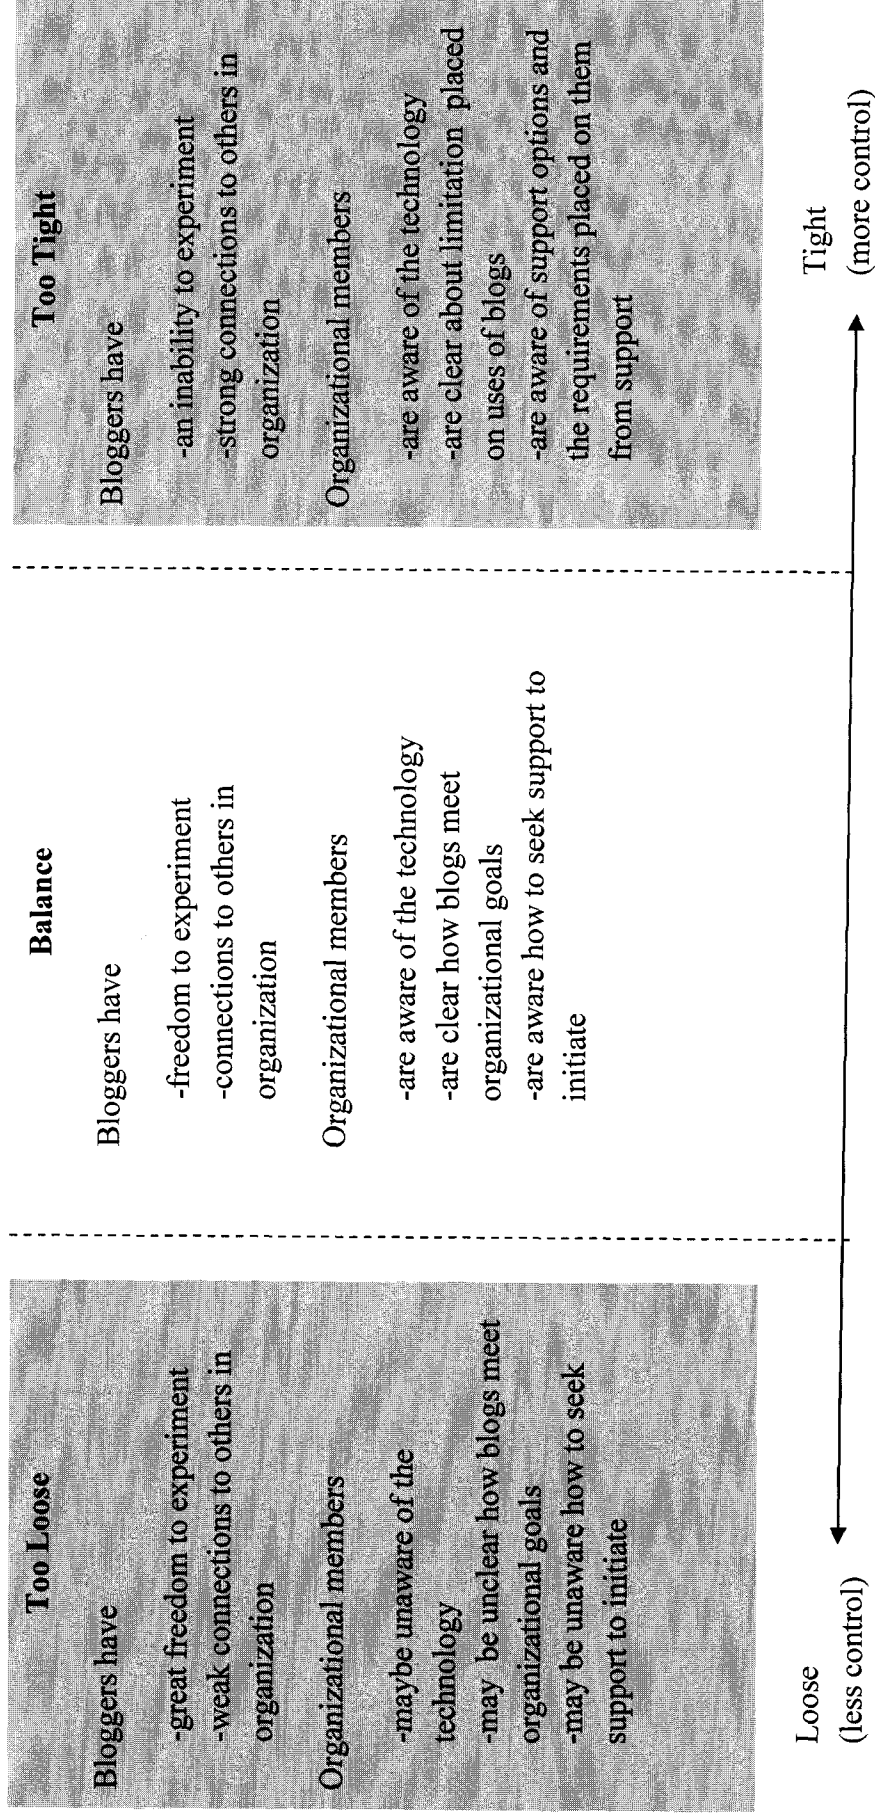 Too Loose
Bloggers have
-great freedom to experiment
-weak connections to others in
organization
Organizational members
-maybe unaware of the
technology
-may be unclear how blogs meet
organizational goals
-may be unaware how to seek
support to initiate
Balance
Bloggers have
-freedom to experiment
-connections to others in
organization
Organizational members
-are aware of the technology
-are clear how blogs meet
organizational goals
-are aware how to seek support to
initiate
Too Tight
Bloggers have
-an inability to experiment
-strong connections to others in
organization
Organizational members
-are aware of the technology
-are clear about limitation placed
on uses of blogs
-are aware of support options and
the requirements placed on them
from support
Loose
(less control)
Tight
(more control)